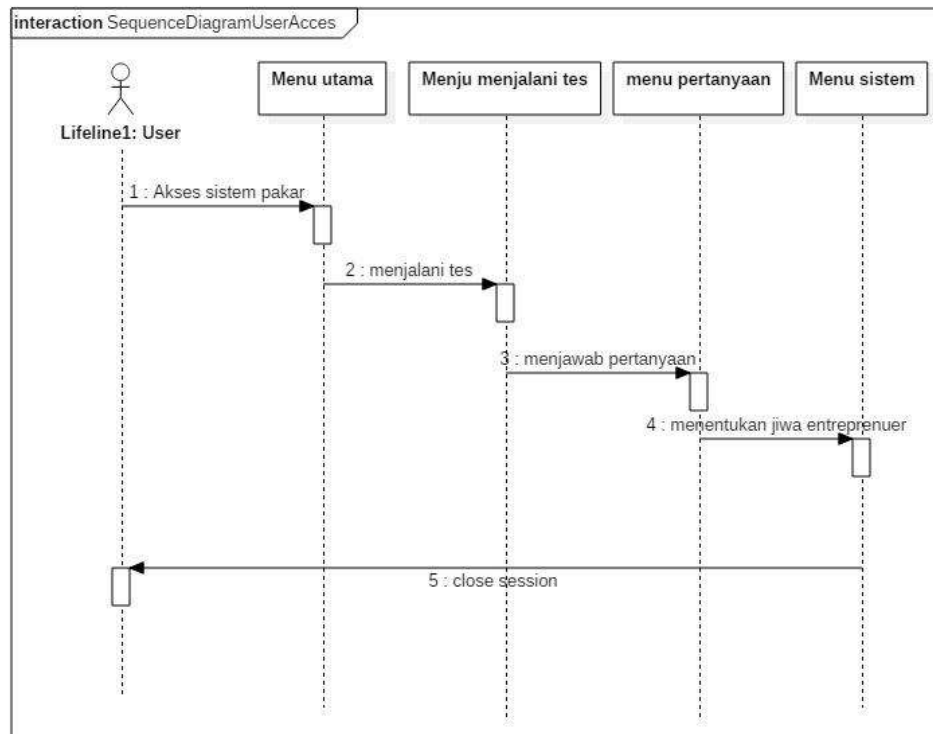 interaction SequenceDiagramUserAcces
Menu utama
Menju menjalani tes
menu pertanyaan
Menu sistem
Lifeline1: User
1 : Akses sistem pakar
2 : menjalani tes
3 : menjawab pertanyaan
4 : menentukan jiwa entreprenuer
5 : close session